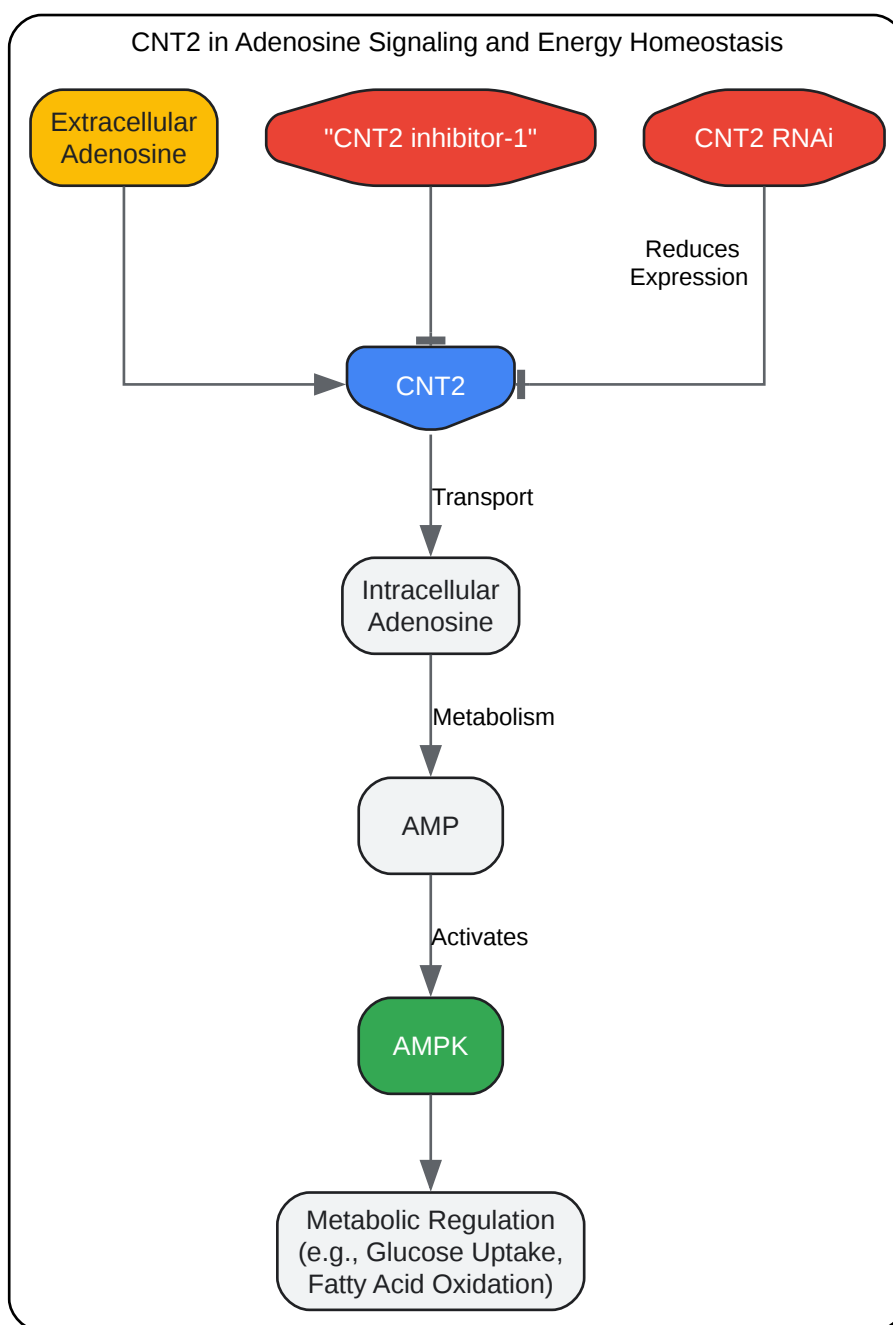 CNT2 in Adenosine Signaling and Energy Homeostasis
Extracellular
Adenosine
"CNT2 inhibitor-1"
CNT2 RNAi
Reduces
Expression
CNT2
Transport
Intracellular
Adenosine
Metabolism
AMP
Activates
AMPK
Metabolic Regulation
(e.g., Glucose Uptake,
Fatty Acid Oxidation)